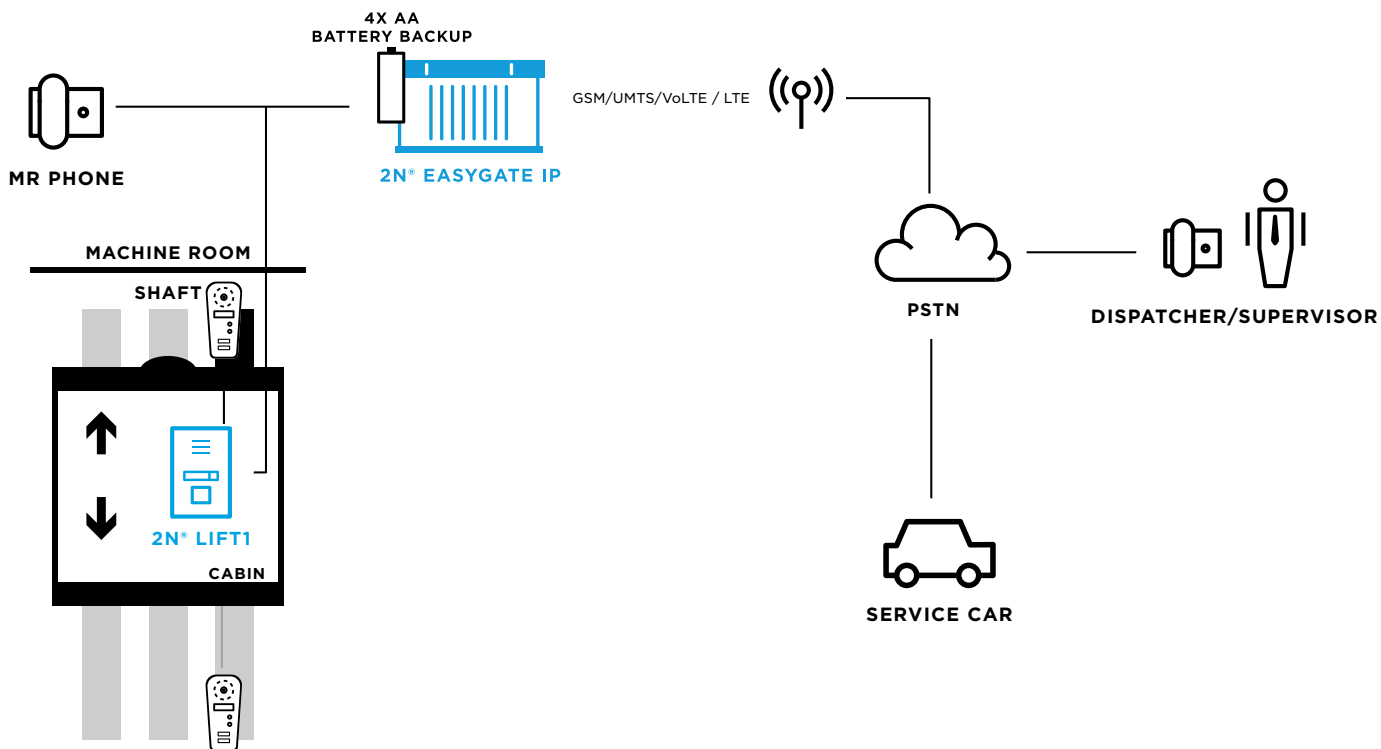 4X AA
BATTERY BACKUP
GSM/UMTS/VoLTE / LTE
MR PHONE
2N® EASYGATE IP
MACHINE ROOM
SHAFT
PSTN
DISPATCHER/SUPERVISOR
2N® LIFT1
CABIN
SERVICE CAR